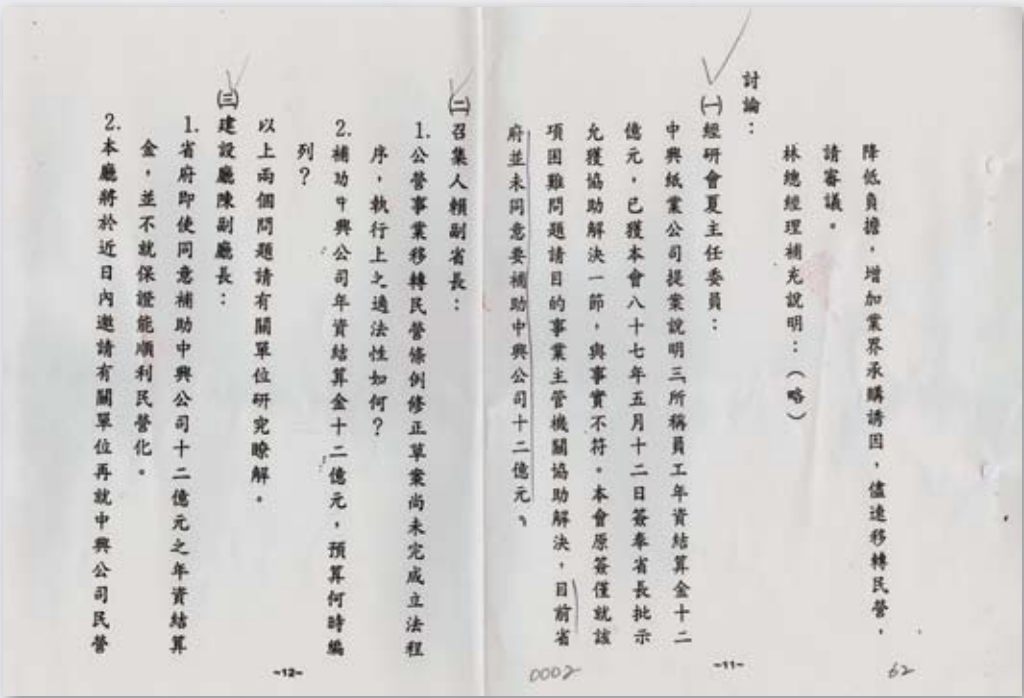 降低負擔，增加業界承購誘因，儘速移轉民營，
請審議。
林總經理補充說明：（略）
討論：
㈠經研會夏主任委員：
中興紙業公司提案說明三所稱員工年資結算金十二
億元，已獲本會八十七年五月十二日簽奉省長批示
允獲協助解決一節，與事實不符。本會原簽僅就該
項困難問題請目的事業主管機關協助解決，目前省
府並未同意要補助中興公司十二億元。
~11~
62
0002
㈡召集人賴副省長：
1.公營事業移轉民營條例修正草案尚未完成立法程
序，執行上之適法性如何？
2.補助中興公司年資結算金十二億元，預算何時編
列？
以上兩個問題請有關單位研究瞭解。
㈢建設廳陳副廳長：
1.省府即使同意補助中興公司十二億元之年資結算
金，並不就保證能順利民營化。
2.本廳將於近日內邀請有關單位再就中興公司民營
~12~